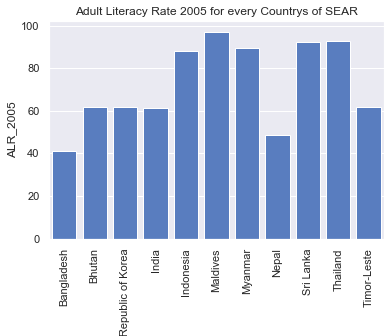 Adult Literacy Rate 2005 for every Countrys of SEAR
100
80
60
40
20
0
ALR_2005
Bangladesh
Bhutan
Republic of Korea
India
Indonesia
Maldives
Myanmar
Nepal
Sri Lanka
Thailand
Timor-Leste